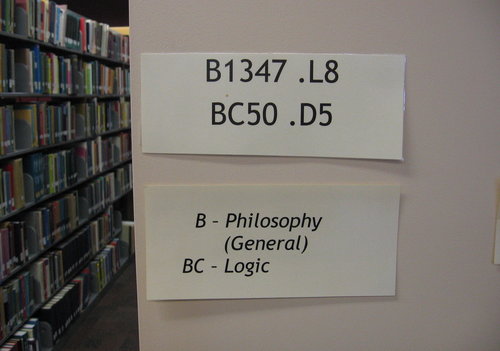 B1347 .L8
BC50 .D5
B – Philosophy
(General)
BC – Logic